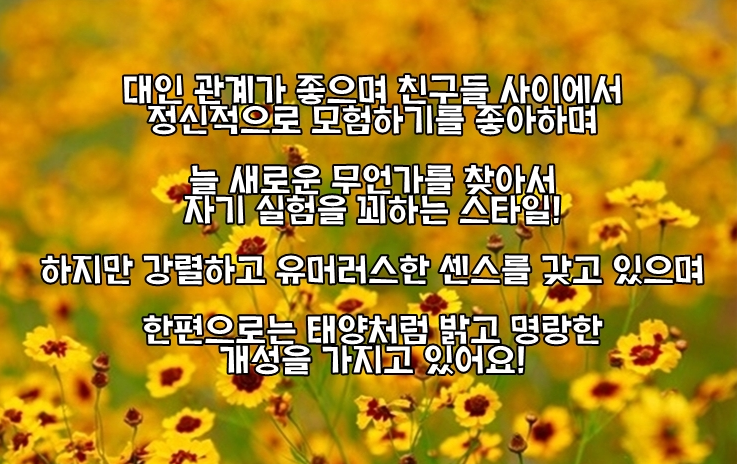 대인 관계가 좋으며 친구들 사이에서
정신적으로 모험하기를 좋아하며
늘 새로운 무언가를 찾아서
자기 실험을 꾀하는 스타일!
하지만 강렬하고 유머러스한 센스를 갖고 있으며
한편으로는 태양처럼 밝고 명랑한
개성을 가지고 있어요!